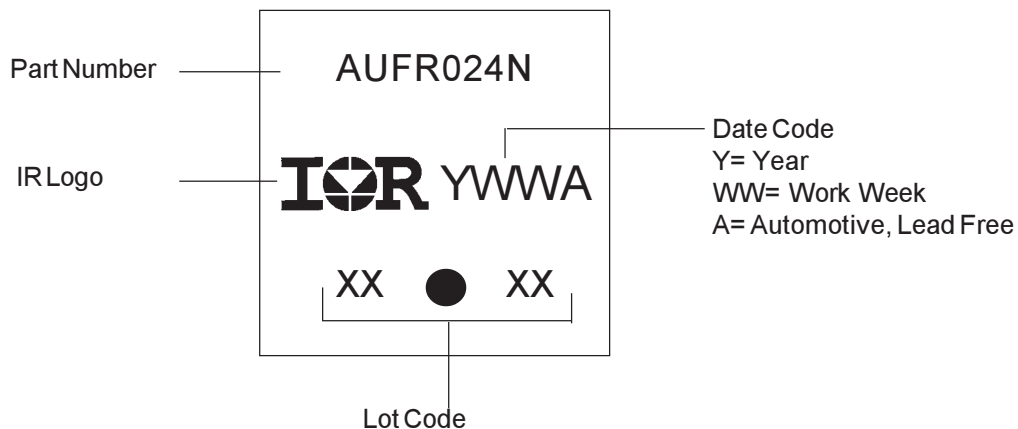 Part Number
AUFR024N
IR Logo
IOR YWWA
Date Code
Y= Year
WW= Work Week
A= Automotive, Lead Free
XX XX
Lot Code